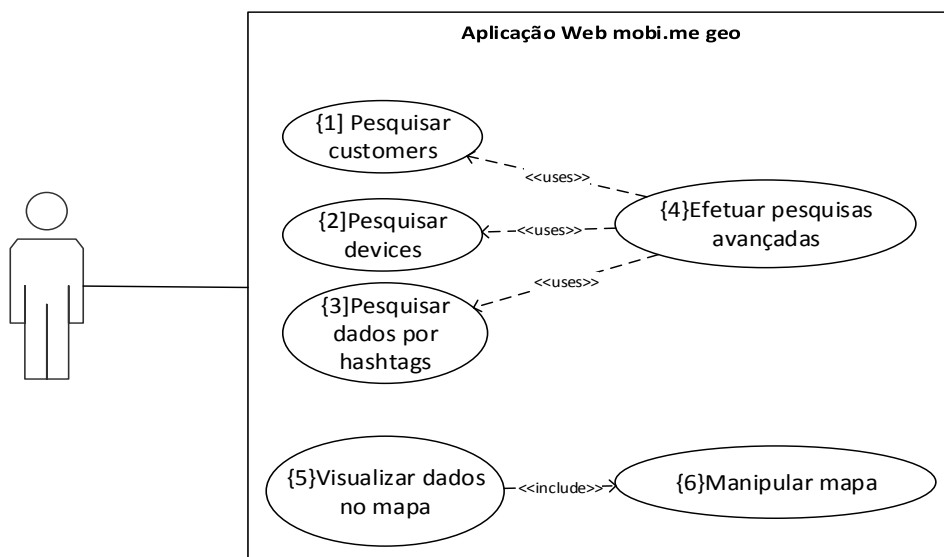 Aplicação Web mobi.me geo
{1] Pesquisar
customers
<<uses>>
{2]Pesquisar
devices
<<uses>>
{4}Efetuar pesquisas
avançadas
{3]Pesquisar
dados por
hashtags
<<uses>>
{5}Visualizar dados
no mapa
<<include>>
{6}Manipular mapa